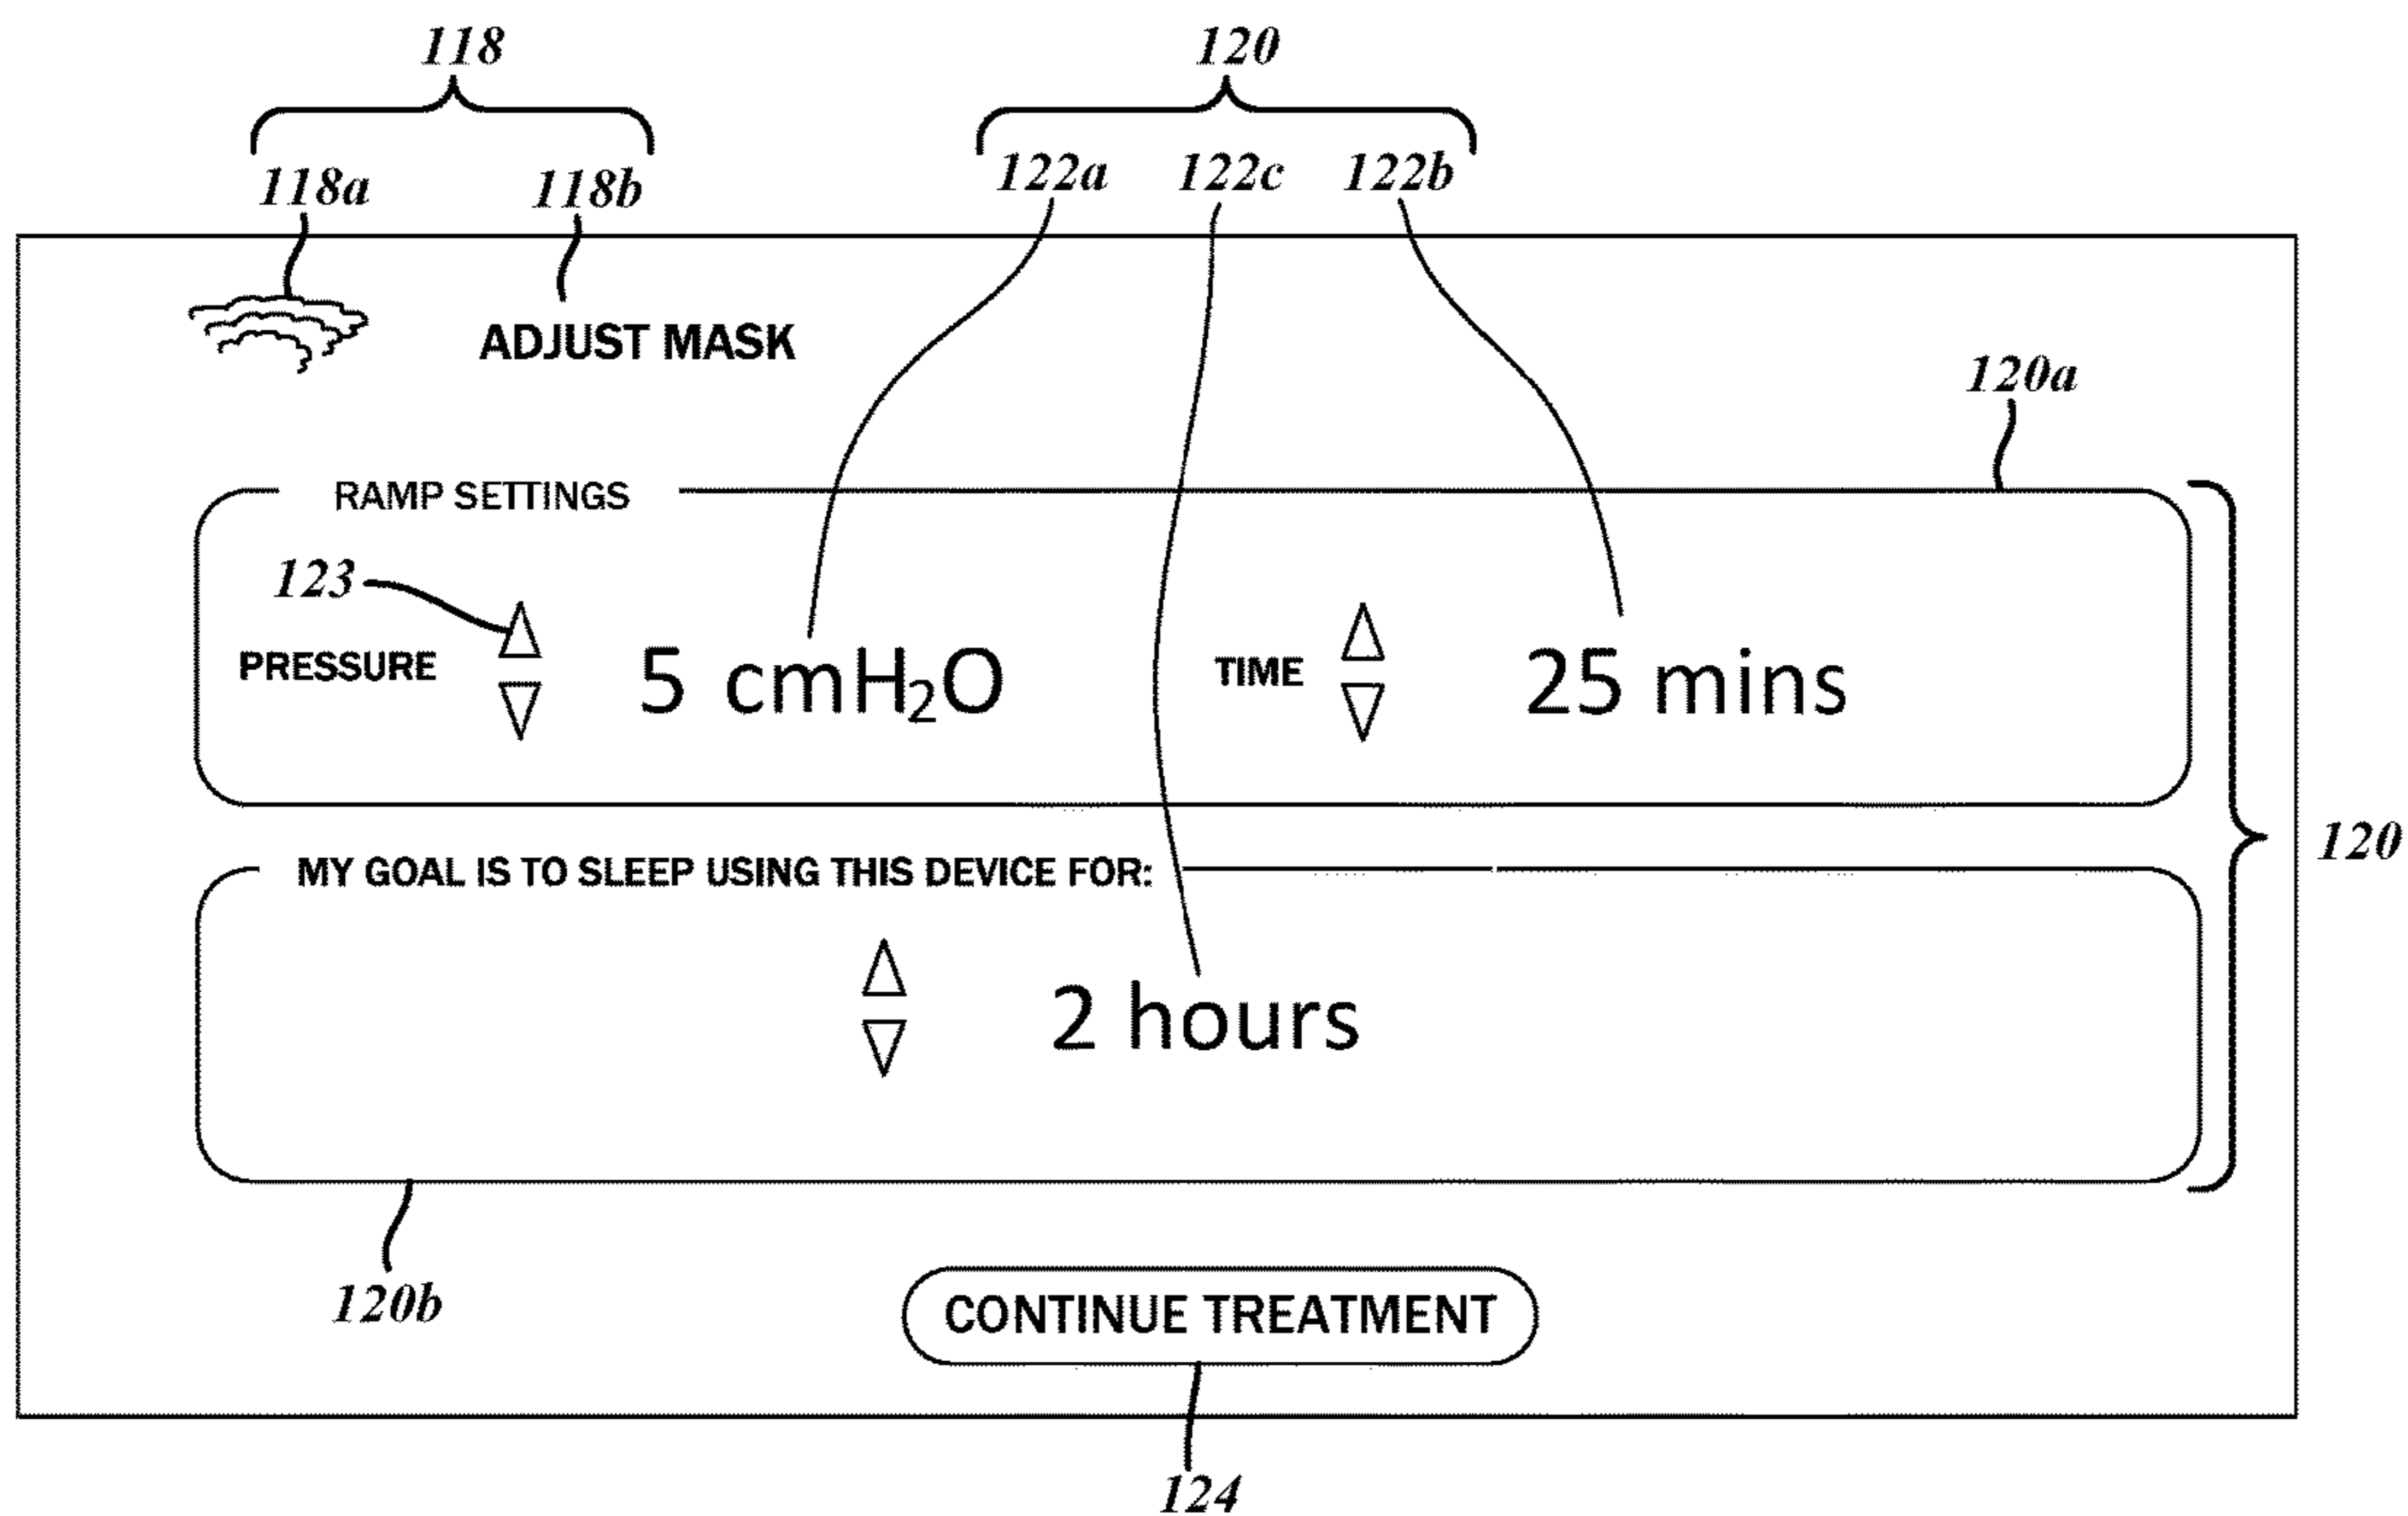 118 120
118a 118b 122a 122c 122b
ADJUST MASK
120a
RAMP SETTINGS
123
PRESSURE 5 cmH₂O TIME 25 mins
120
MY GOAL IS TO SLEEP USING THIS DEVICE FOR:
2 hours
120b
CONTINUE TREATMENT
124